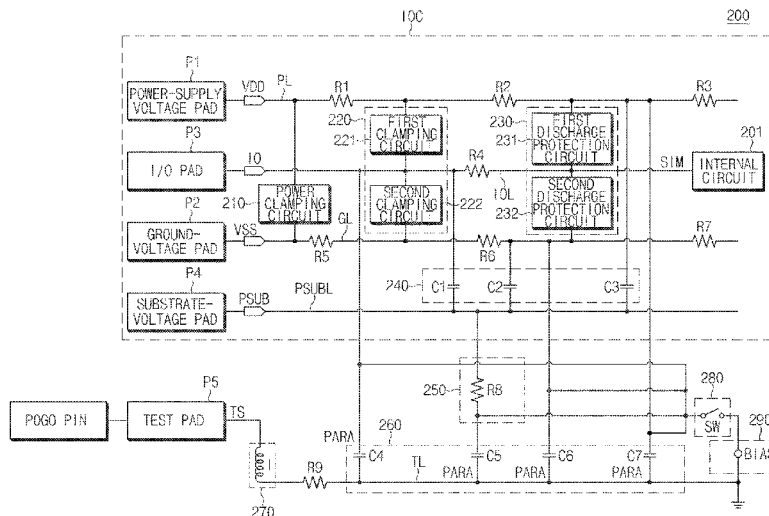 10C
200
P1
POWER-SUPPLY
VOLTAGE PAD
VDD
PL
R1
R2
R3
P3
I/O PAD
IO
220
221
FIRST
CLAMPING
CIRCUIT
R4
230
231
FIRST
DISCHARGE
PROTECTION
CIRCUIT
SIM
201
INTERNAL
CIRCUIT
IOL
P2
GROUND-
VOLTAGE PAD
VSS
210
POWER
CLAMPING
CIRCUIT
GL
R5
SECOND
CLAMPING
CIRCUIT
222
R6
232
SECOND
DISCHARGE
PROTECTION
CIRCUIT
R7
P4
SUBSTRATE-
VOLTAGE PAD
PSUB
PSUBL
240
C1
C2
C3
250
R8
280
SW
290
BIAS
P5
POGO PIN
TEST PAD
TS
270
R9
260
PARA
C4
TL
C5
PARA
C6
PARA
C7
PARA